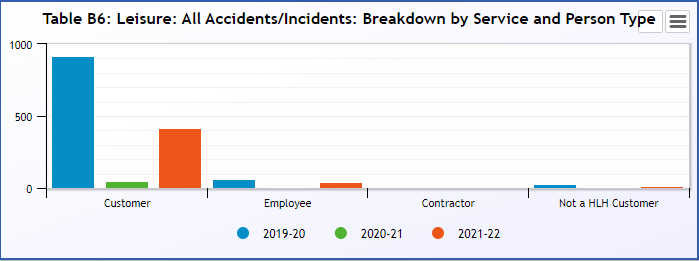 Table B6: Leisure: All Accidents/Incidents: Breakdown by Service and Person Type
1000
500
0
Customer Employee Contractor Not a HLH Customer
2019-20 2020-21 2021-22